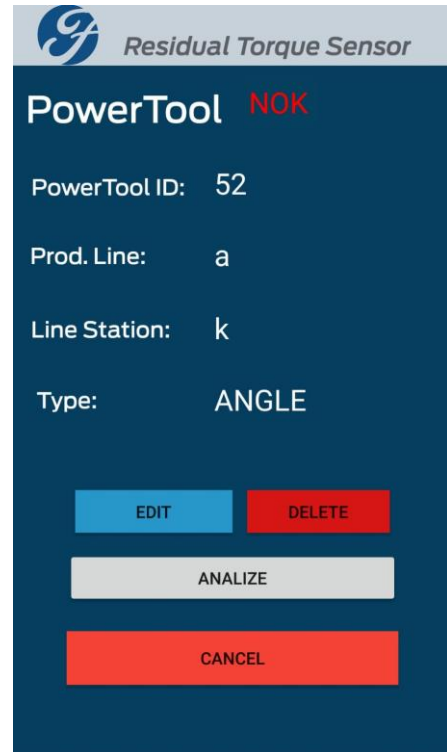 Residual Torque Sensor
PowerTool NOK
PowerTool ID: 52
Prod. Line: a
Line Station: k
Type: ANGLE
EDIT DELETE
ANALIZE
CANCEL